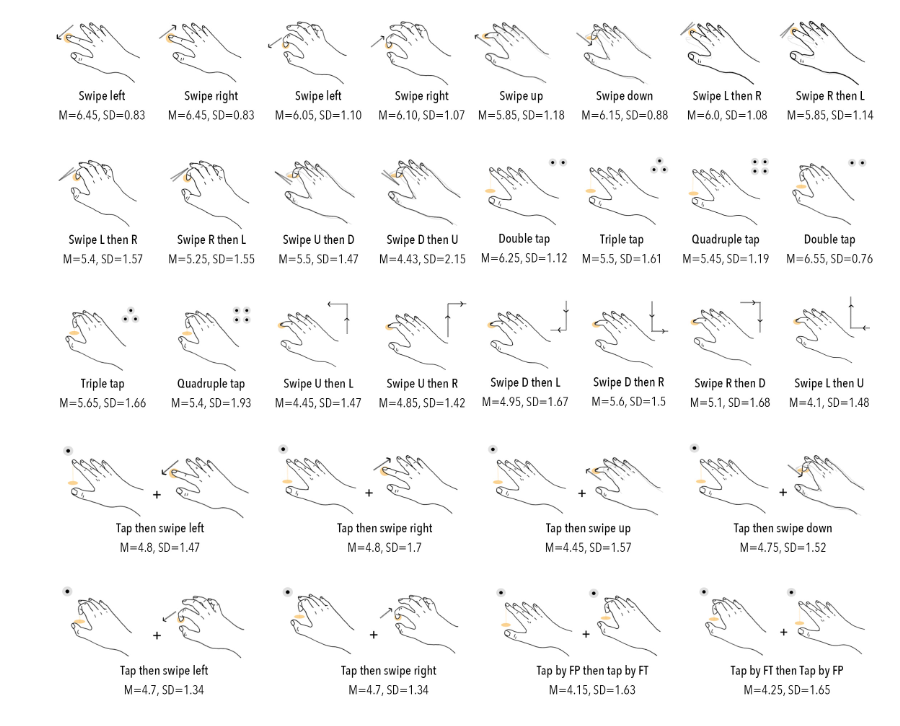 Swipe left
Swipe right
Swipe left
Swipe right
Swipe up
Swipe down
Swipe L then R
Swipe R then L
M=6.45, SD=0.83
M=6.45, SD=0.83
M=6.05, SD=1.10
M=6.10, SD=1.07
M=5.85, SD=1.18
M=6.15, SD=0.88
M=6.0, SD=1.08
M=5.85, SD=1.14
Swipe L then R
Swipe R then L
Swipe U then D
Swipe D then U
Double tap
Triple tap
Quadruple tap
Double tap
M=5.4, SD=1.57
M=5.25, SD=1.55
M=5.5, SD=1.47
M=4.43, SD=2.15
M=6.25, SD=1.12
M=5.5, SD=1.61
M=5.45, SD=1.19
M=6.55, SD=0.76
Triple tap
Quadruple tap
Swipe U then L
Swipe U then R
Swipe D then L
Swipe D then R
Swipe R then D
Swipe L then U
M=5.65, SD=1.66
M=5.4, SD=1.93
M=4.45, SD=1.47
M=4.85, SD=1.42
M=4.95, SD=1.67
M=5.6, SD=1.5
M=5.1, SD=1.68
M=4.1, SD=1.48
+
+
+
+
Tap then swipe left
Tap then swipe right
Tap then swipe up
Tap then swipe down
M=4.8, SD=1.47
M=4.8, SD=1.7
M=4.45, SD=1.57
M=4.75, SD=1.52
+
+
+
+
Tap then swipe left
Tap then swipe right
Tap by FP then tap by FT
Tap by FT then Tap by FP
M=4.7, SD=1.34
M=4.7, SD=1.34
M=4.15, SD=1.63
M=4.25, SD=1.65